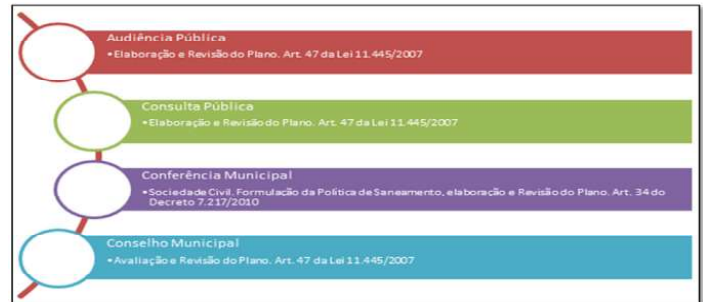 Audiência Pública
•Elaboração e Revisão do Plano. Art. 47 da Lei 11.445/2007
Consulta Pública
•Elaboração e Revisão do Plano. Art. 47 da Lei 11.445/2007
Conferência Municipal
•Sociedade Civil. Formulação da Política de Saneamento, elaboração e Revisão do Plano. Art. 34 do
Decreto 7.217/2010
Conselho Municipal
•Avaliação e Revisão do Plano. Art. 47 da Lei 11.445/2007